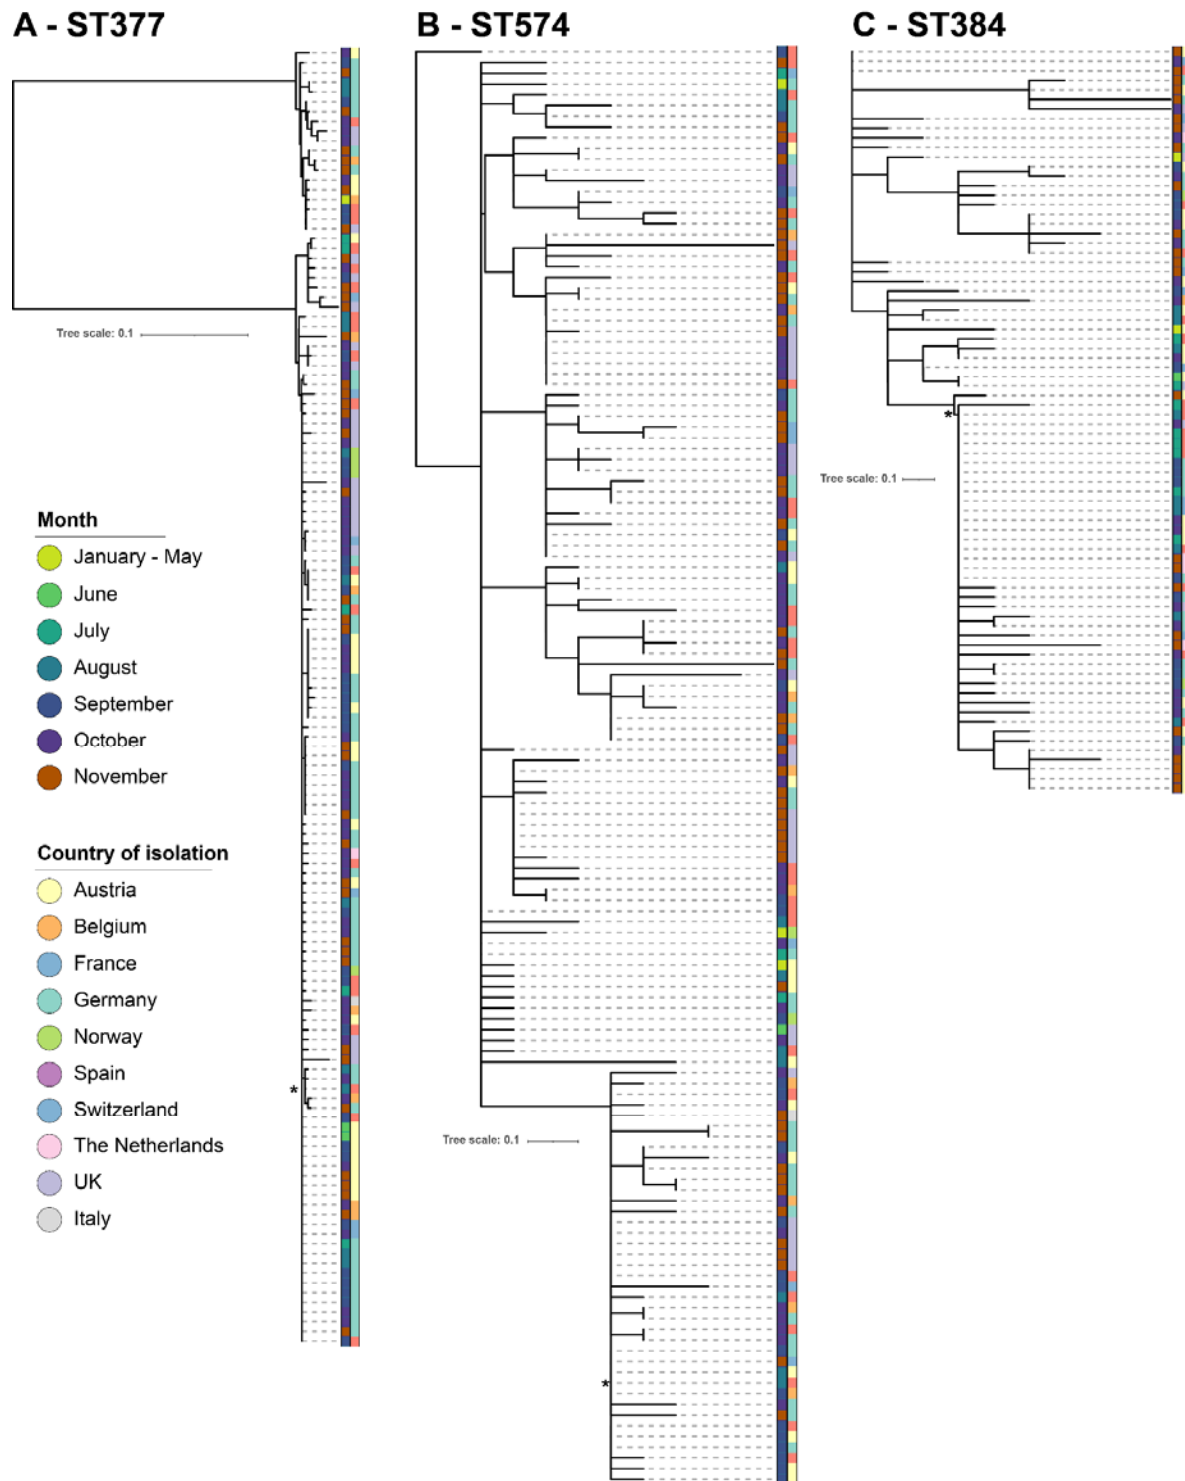 A - ST377
B - ST574
C - ST384
Tree scale: 0.1
Tree scale: 0.1
Month
January - May
June
July
August
September
October
November
Country of isolation
Austria
Belgium
France
Germany
Norway
Spain
Switzerland
The Netherlands
UK
Italy
*
*
Tree scale: 0.1
*